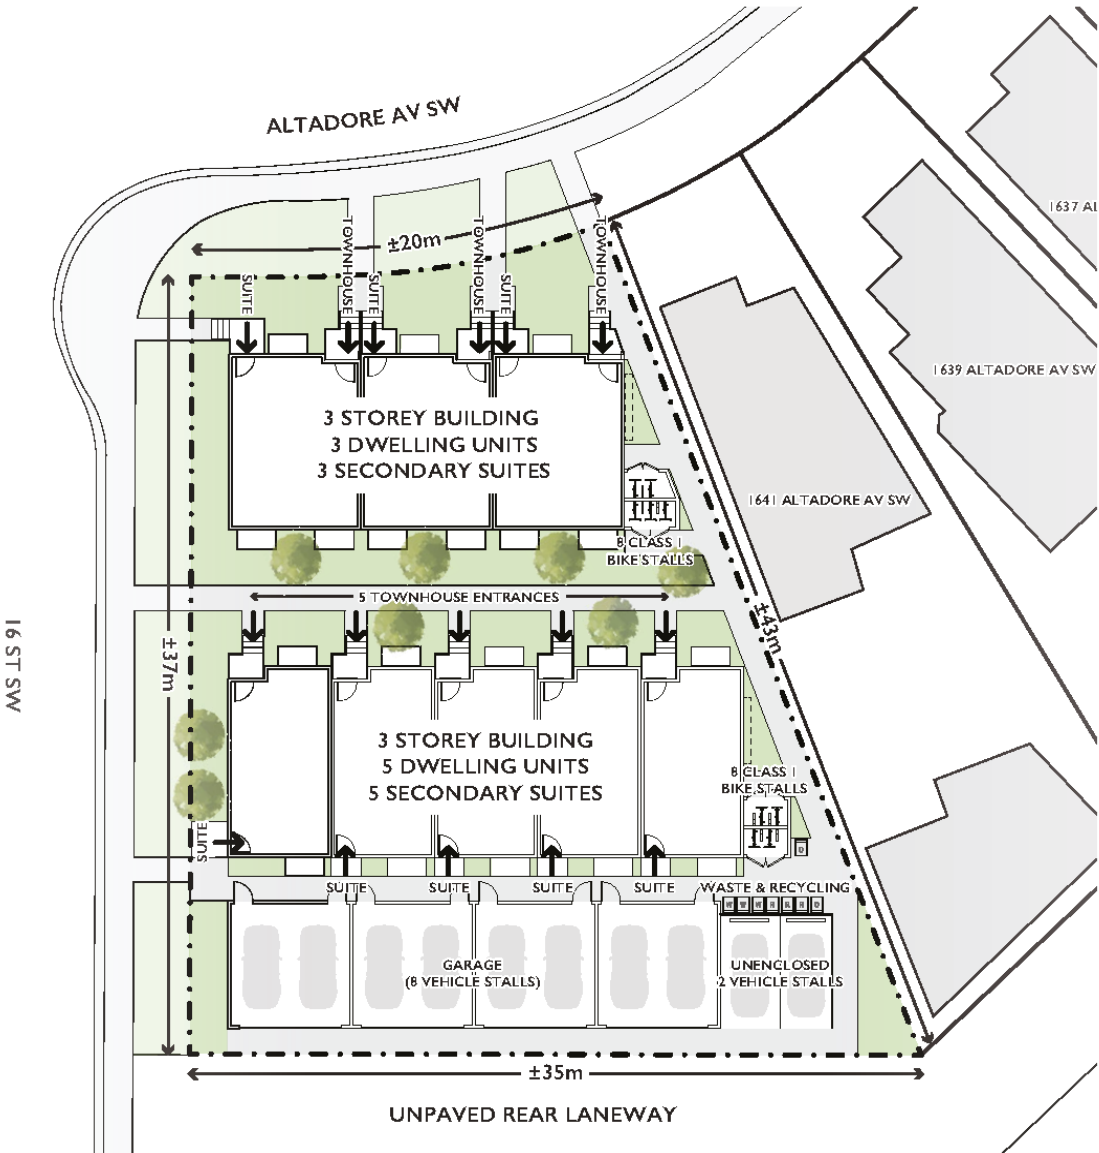 ALTADORE AV SW
1637 AL
±20m
TOWNHOUSE
TOWNHOUSE
TOWNHOUSE
SUITE
SUITE
SUITE
1639 ALTADORE AV SW
3 STOREY BUILDING
3 DWELLING UNITS
3 SECONDARY SUITES
1641 ALTADORE AV SW
8 CLASS 1
BIKE STALLS
5 TOWNHOUSE ENTRANCES
±43m
±37m
16 ST SW
3 STOREY BUILDING
5 DWELLING UNITS
5 SECONDARY SUITES
8 CLASS 1
BIKE STALLS
SUITE
SUITE
SUITE
SUITE
SUITE
WASTE & RECYCLING
GARAGE
(8 VEHICLE STALLS)
UNENCLOSED
2 VEHICLE STALLS
±35m
UNPAVED REAR LANEWAY